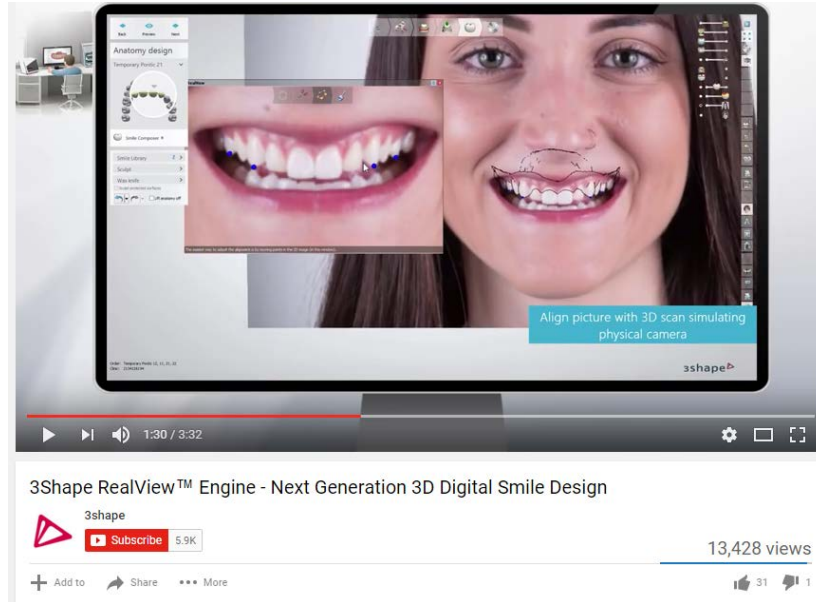 Back Preview Next
Anatomy design
Temporary Pontic 21
Smile Composer
Smile Library 2
Sculpt
Wax knife
Align picture with 3D scan simulating
physical camera
3shape
1:30 / 3:32
3Shape RealView™ Engine - Next Generation 3D Digital Smile Design
3shape
Subscribe 5.9K
13,428 views
Add to Share More
31 1